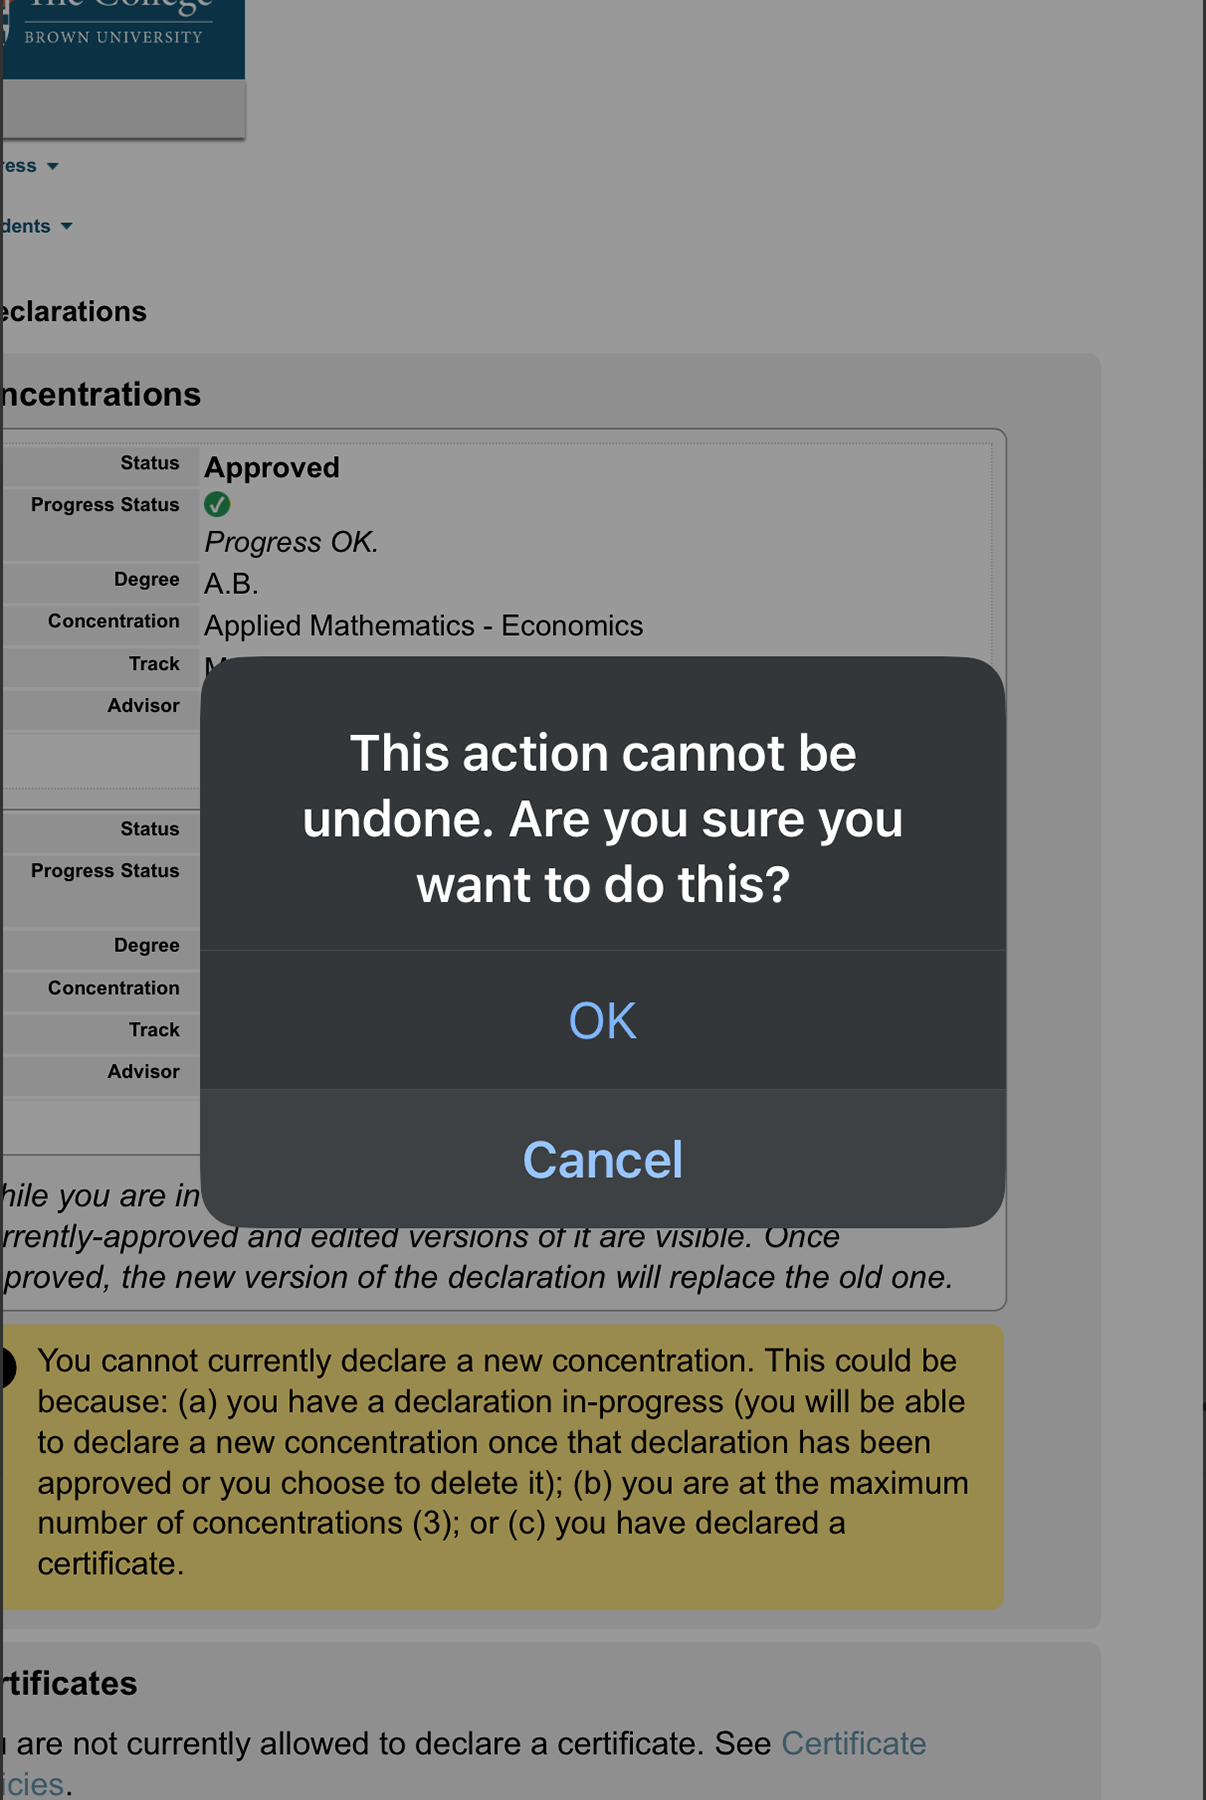 The College
BROWN UNIVERSITY
ress
dents
eclarations
ncentrations
Status Approved
Progress Status
Progress OK.
Degree A.B.
Concentration Applied Mathematics - Economics
Track
Advisor
This action cannot be
undone. Are you sure you
want to do this?
OK
Cancel
Status
Progress Status
Degree
Concentration
Track
Advisor
hile you are in
rrently-approved and edited versions of it are visible. Once
proved, the new version of the declaration will replace the old one.
You cannot currently declare a new concentration. This could be
because: (a) you have a declaration in-progress (you will be able
to declare a new concentration once that declaration has been
approved or you choose to delete it); (b) you are at the maximum
number of concentrations (3); or (c) you have declared a
certificate.
rtificates
are not currently allowed to declare a certificate. See Certificate
icies.